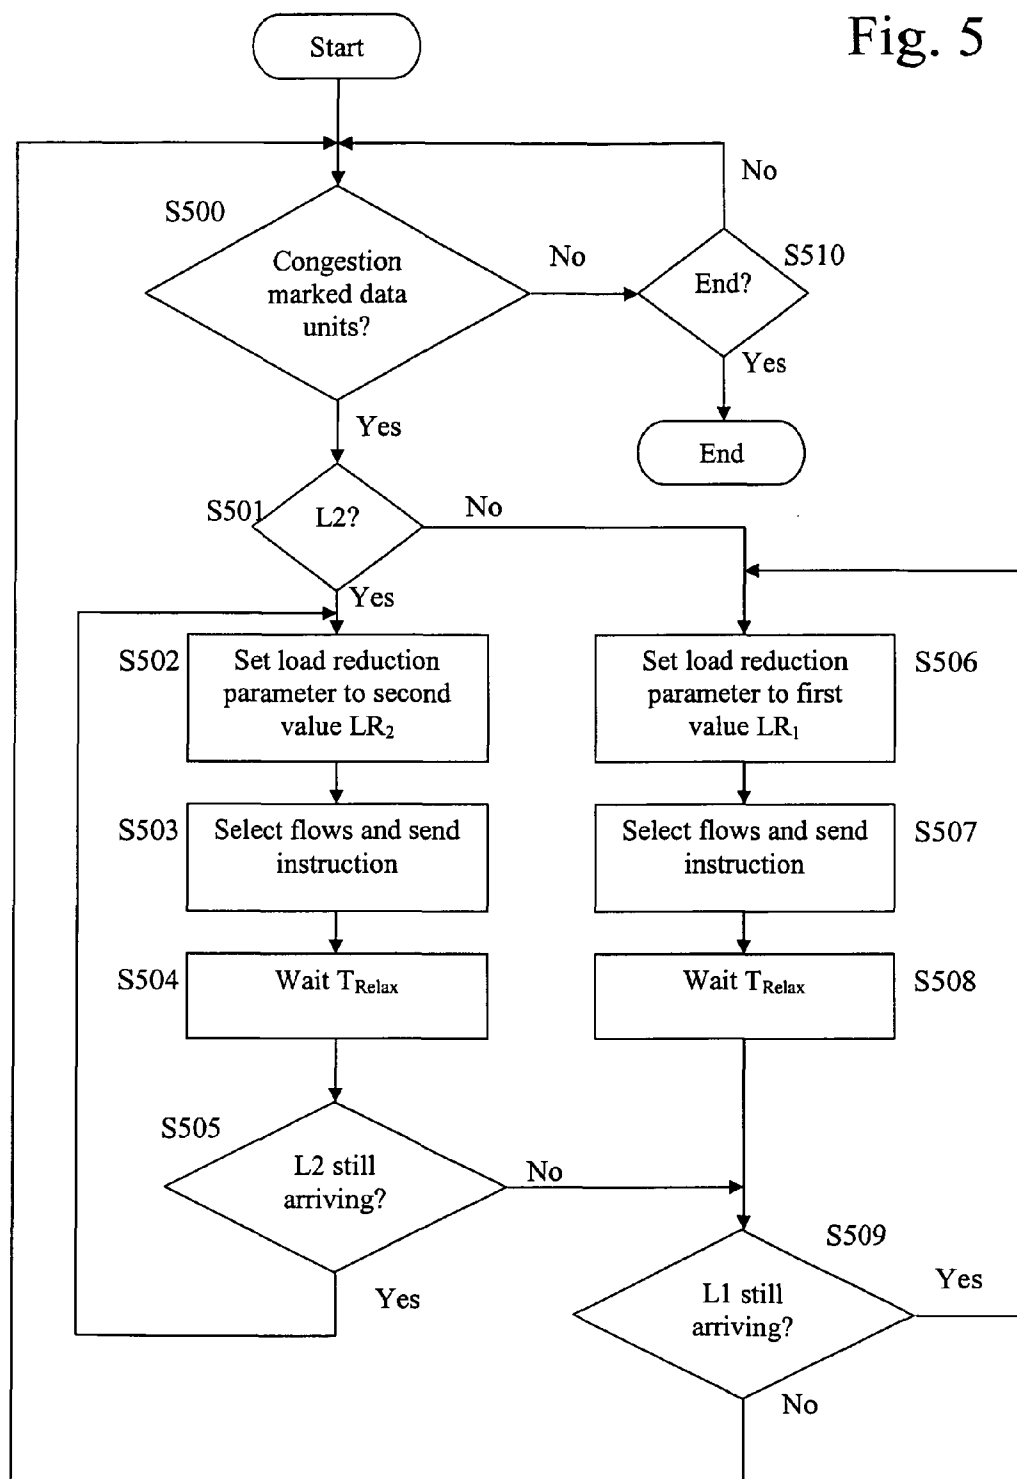 Fig. 5
Start
No
S500
Congestion
marked data
units?
No
S510
End?
Yes
Yes
End
S501
L2?
No
Yes
S502
Set load reduction
parameter to second
value LR₂
Set load reduction
parameter to first
value LR₁
S506
S503
Select flows and send
instruction
Select flows and send
instruction
S507
S504
Wait T_Relax
Wait T_Relax
S508
S505
L2 still
arriving?
No
Yes
S509
L1 still
arriving?
Yes
No